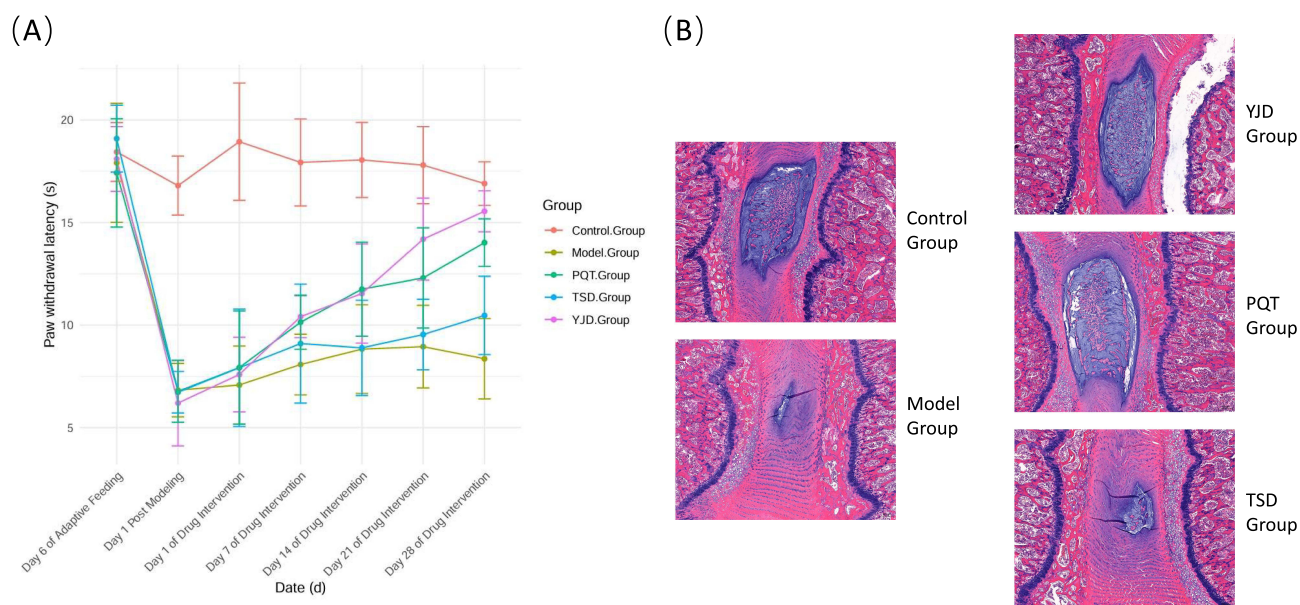 （A）
Paw withdrawal latency (s)
20
15
10
5
Day 6 of Adaptive Feeding
Day 1 Post Modeling
Day 1 of Drug Intervention
Day 7 of Drug Intervention
Day 14 of Drug Intervention
Day 21 of Drug Intervention
Day 28 of Drug Intervention
Date (d)
Group
Control.Group
Model.Group
PQT.Group
TSD.Group
YJD.Group
（B）
Control
Group
Model
Group
YJD
Group
PQT
Group
TSD
Group